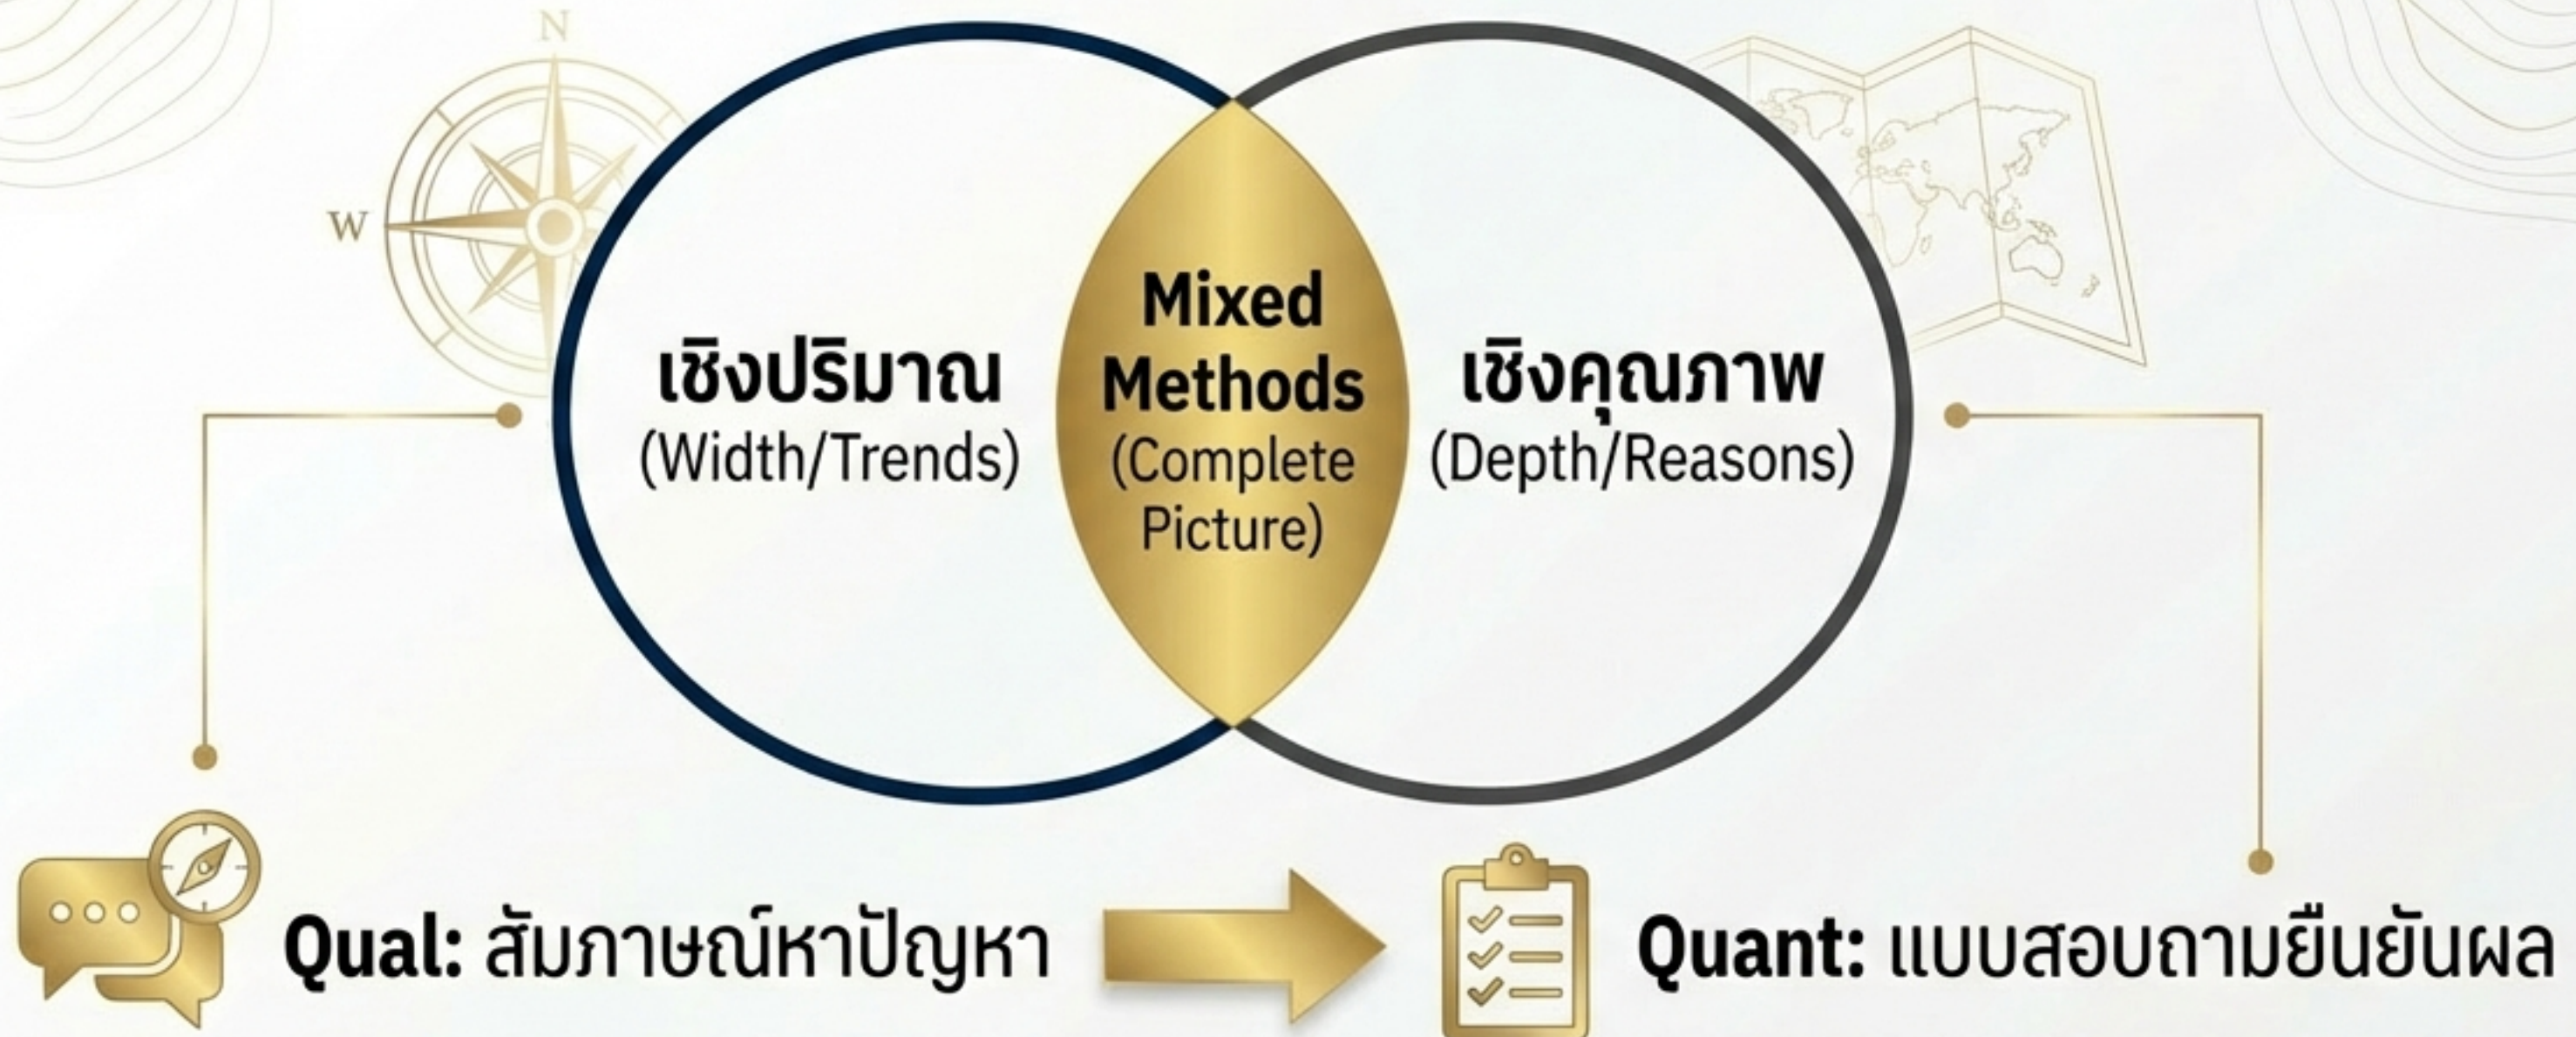 N
W
เชิงปริมาณ
(Width/Trends)
Mixed
Methods
(Complete
Picture)
เชิงคุณภาพ
(Depth/Reasons)
Qual: สัมภาษณ์หาปัญหา
Quant: แบบสอบถามยืนยันผล